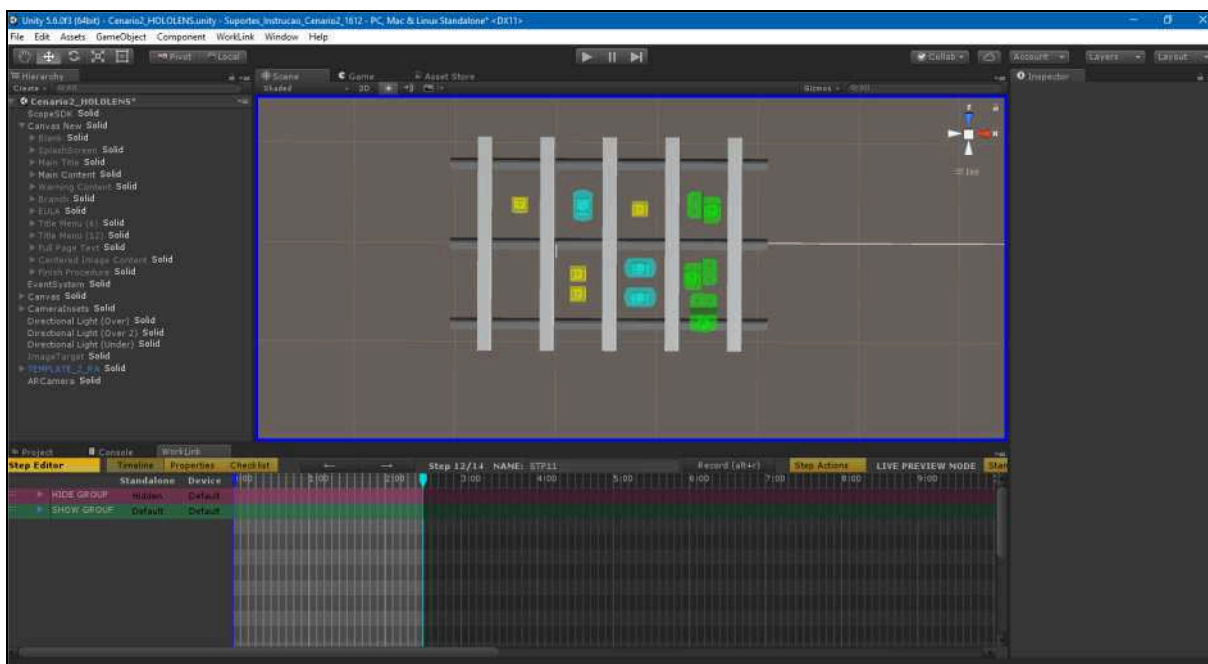 Unity 5.6.0f3 (64bit) - Cenario2_HOLOLENS.unity - Suportes_Instrucao_Cenario2_1612 - PC, Mac & Linux Standalone* <DX11>
File Edit Assets GameObject Component WorkLink Window Help
Pivot Local Collab Account Layers Layout
Hierarchy Scene Game Asset Store Inspector
Create Shaded 2D Gizmos
Cenario2_HOLOLENS*
ScopeSDK Solid
Canvas New Solid
Blank Solid
SplashScreen Solid
Main Title Solid
Main Content Solid
Warning Content Solid
Branch Solid
EULA Solid
Title Menu (6) Solid
Title Menu (12) Solid
Full Page Text Solid
Centered Image Content Solid
Finish Procedure Solid
EventSystem Solid
Canvas Solid
CameraInsets Solid
Directional Light (Over) Solid
Directional Light (Over 2) Solid
Directional Light (Under) Solid
ImageTarget Solid
TEMPLATE_2_RA Solid
ARCamera Solid
Iso
Project Console WorkLink
Step Editor Timeline Properties Checklist Step 12/14 NAME: STP11 Record (alt+c) Step Actions LIVE PREVIEW MODE
Standalone Device 1:00 2:00 3:00 4:00 5:00 6:00 7:00 8:00 9:00
HIDE GROUP Hidden Default
SHOW GROUP Default Default